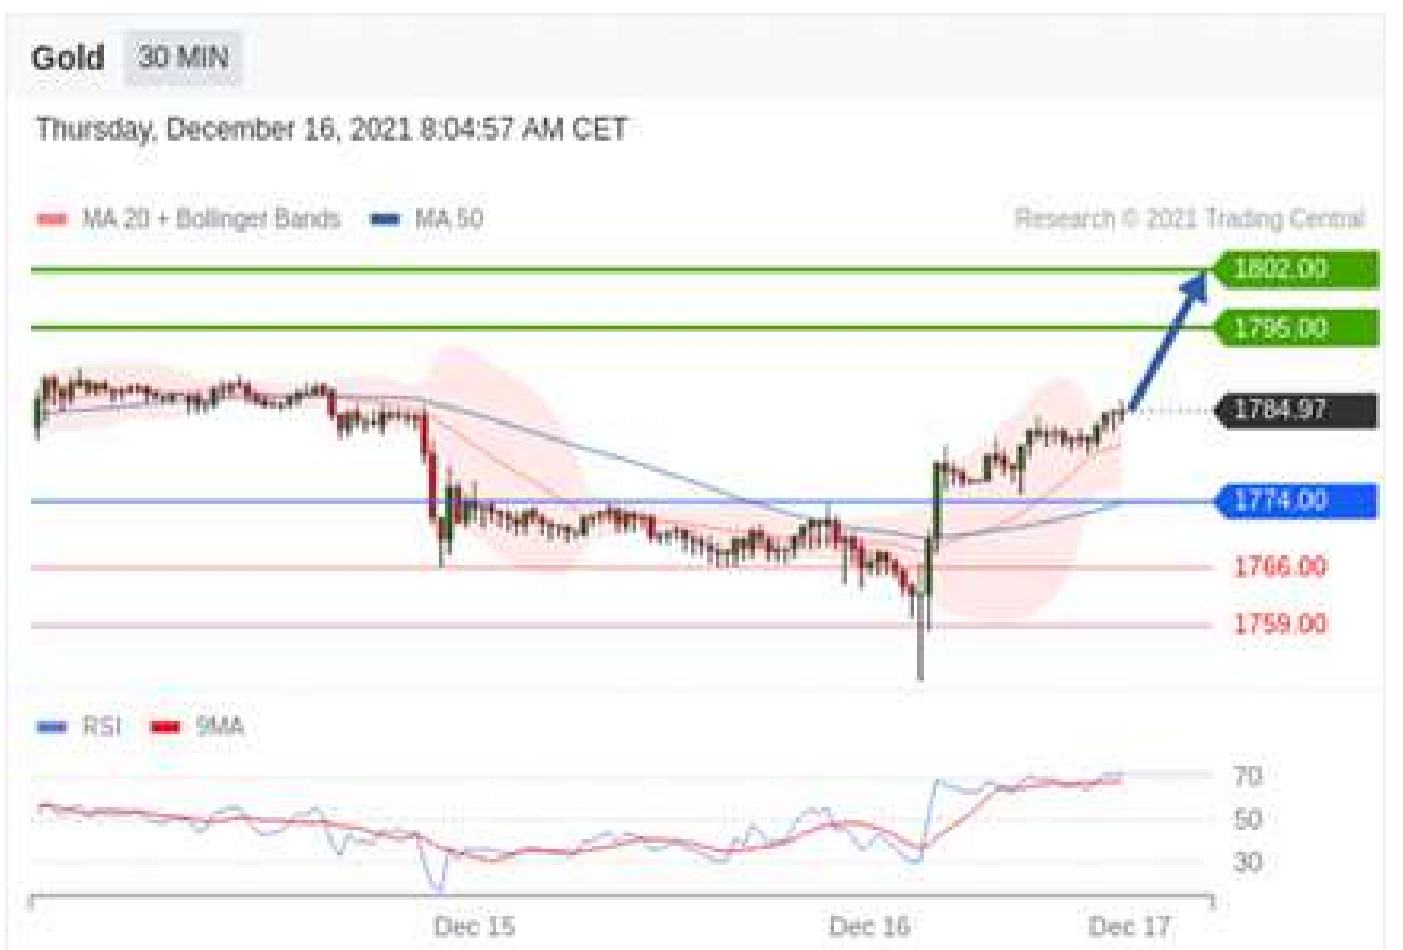 Gold 30 MIN
Thursday, December 16, 2021 8:04:57 AM CET
MA 20 + Bollinger Bands MA 50 Research © 2021 Trading Central
1802.00
1795.00
1784.97
1774.00
1766.00
1759.00
RSI 9MA
70
50
30
Dec 15 Dec 16 Dec 17